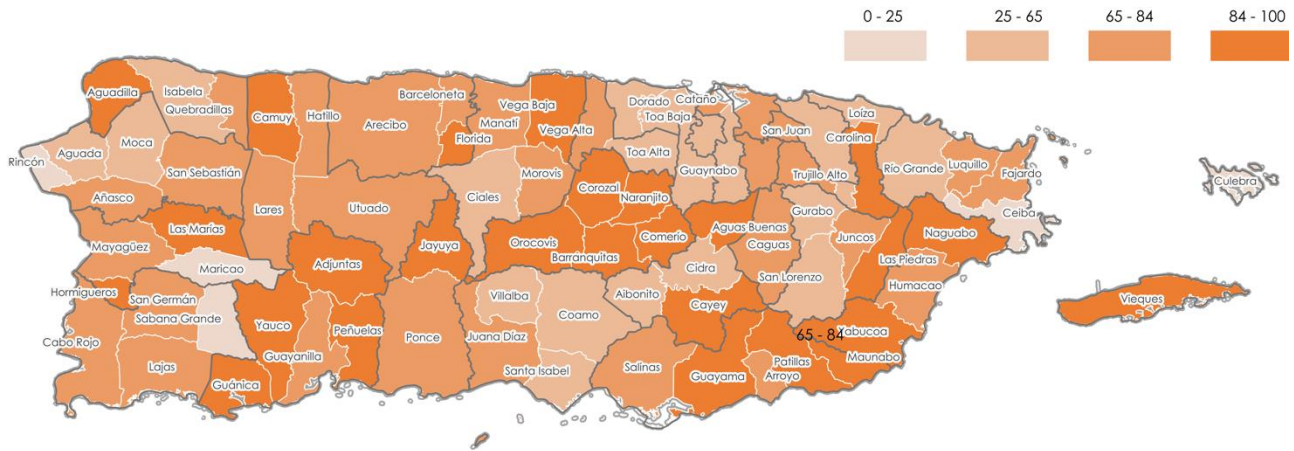 0 - 25
25 - 65
65 - 84
84 - 100
Aguadilla
Isabela
Quebradillas
Camuy
Hatillo
Arecibo
Barceloneta
Manatí
Florida
Vega Baja
Vega Alta
Dorado
Toa Baja
Cataño
Toa Alta
San Juan
Carolina
Loíza
Río Grande
Luquillo
Fajardo
Culebra
Ceiba
Rincón
Aguada
Moca
San Sebastián
Añasco
Lares
Utuado
Ciales
Morovis
Corozal
Naranjito
Guaynabo
Trujillo Alto
Las Marías
Mayagüez
Maricao
Adjuntas
Jayuya
Orocovis
Barranquitas
Comerío
Aguas Buenas
Caguas
Gurabo
Juncos
Naguabo
Las Piedras
Humacao
Cidra
San Lorenzo
Hormigueros
San Germán
Sabana Grande
Cabo Rojo
Lajas
Yauco
Guánica
Guayanilla
Peñuelas
Ponce
Villalba
Juana Díaz
Coamo
Santa Isabel
Aibonito
Cayey
Salinas
Guayama
65 - 84
Yabucoa
Maunabo
Patillas
Arroyo
Vieques